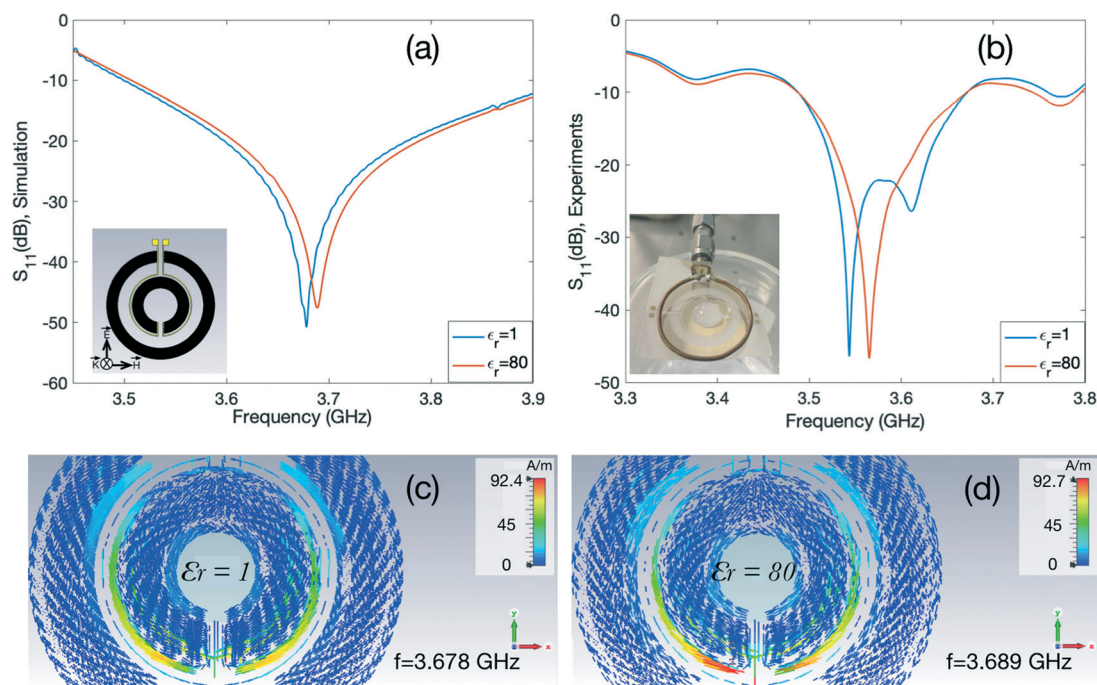 (a)
0
-10
-20
-30
-40
-50
-60
S11(dB), Simulation
E
K
H
ϵr=1
ϵr=80
3.5
3.6
3.7
3.8
3.9
Frequency (GHz)
(b)
0
-10
-20
-30
-40
-50
S11(dB), Experiments
ϵr=1
ϵr=80
3.3
3.4
3.5
3.6
3.7
3.8
Frequency (GHz)
(c)
A/m
92.4
45
0
Ɛr = 1
y
x
f=3.678 GHz
(d)
A/m
92.7
45
0
Ɛr = 80
y
x
f=3.689 GHz